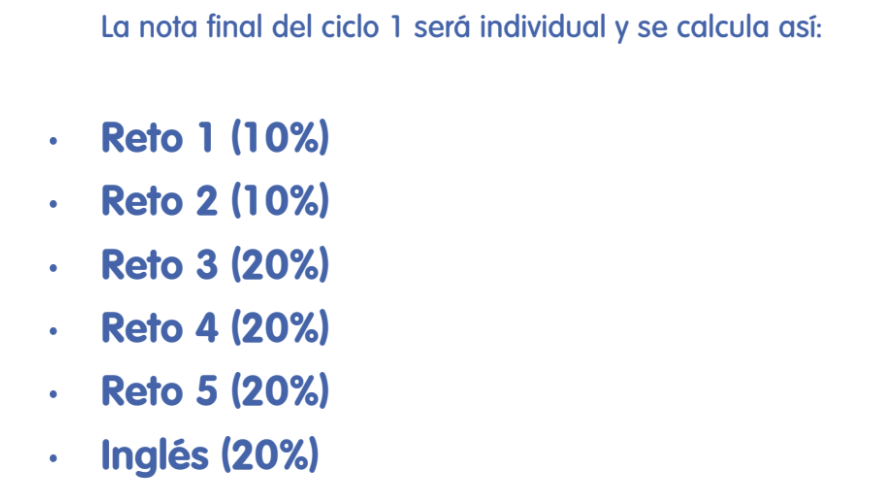 La nota final del ciclo 1 será individual y se calcula así:
• Reto 1 (10%)
• Reto 2 (10%)
• Reto 3 (20%)
• Reto 4 (20%)
• Reto 5 (20%)
• Inglés (20%)